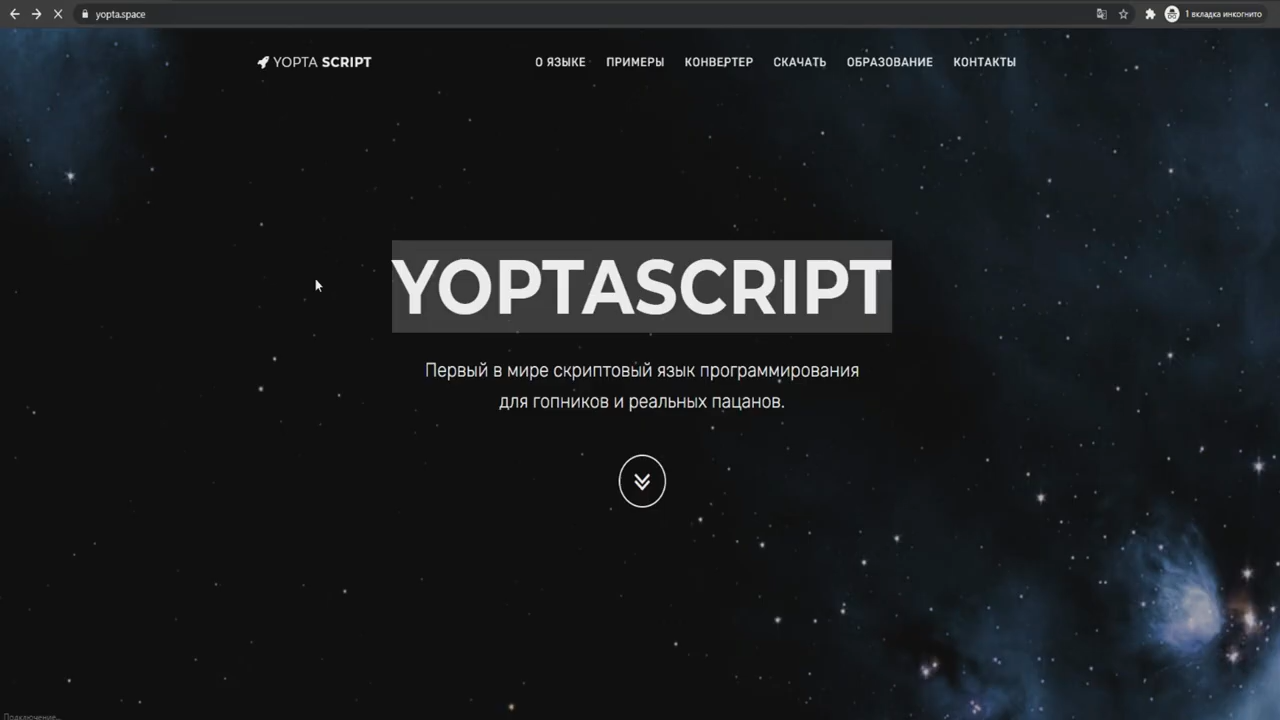 yopta.space
1 вкладка инкогнито
YOPTA SCRIPT
О ЯЗЫКЕ ПРИМЕРЫ КОНВЕРТЕР СКАЧАТЬ ОБРАЗОВАНИЕ КОНТАКТЫ
YOPTASCRIPT
Первый в мире скриптовый язык программирования
для гопников и реальных пацанов.
Подключение...